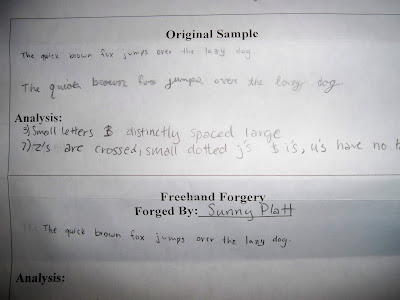 Original Sample
The quick brown fox jumps over the lazy dog.
The quick brown fox jumps over the lazy dog
Analysis:
small letters & distinctly spaced large
z's are crossed, small dotted j's & i's, u's have no
Freehand Forgery
Forged By: Sunny Platt
The quick brown fox jumps over the lazy dog.
Analysis: